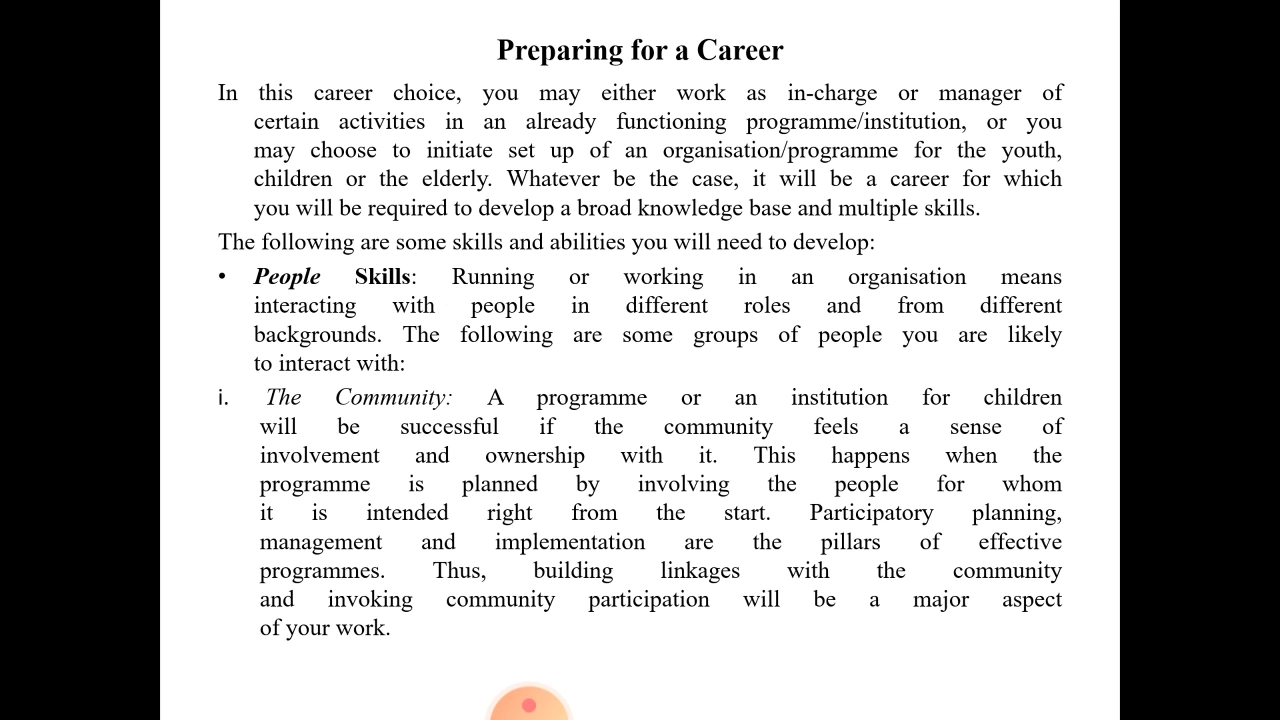 Preparing for a Career
In this career choice, you may either work as in-charge or manager of
certain activities in an already functioning programme/institution, or you
may choose to initiate set up of an organisation/programme for the youth,
children or the elderly. Whatever be the case, it will be a career for which
you will be required to develop a broad knowledge base and multiple skills.
The following are some skills and abilities you will need to develop:
• People Skills: Running or working in an organisation means
interacting with people in different roles and from different
backgrounds. The following are some groups of people you are likely
to interact with:
i. The Community: A programme or an institution for children
will be successful if the community feels a sense of
involvement and ownership with it. This happens when the
programme is planned by involving the people for whom
it is intended right from the start. Participatory planning,
management and implementation are the pillars of effective
programmes. Thus, building linkages with the community
and invoking community participation will be a major aspect
of your work.